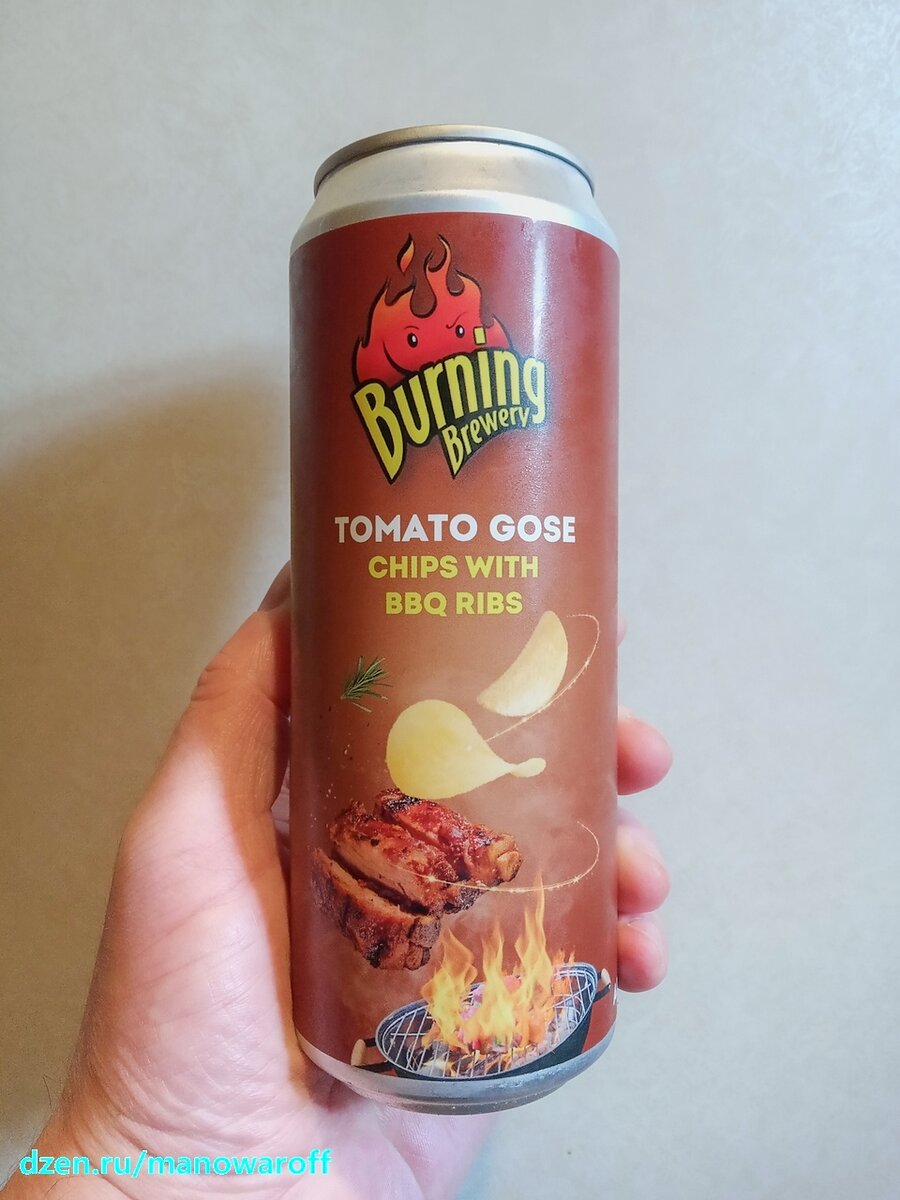 Burning
Brewery
TOMATO GOSE
CHIPS WITH
BBQ RIBS
dzen.ru/manowaroff